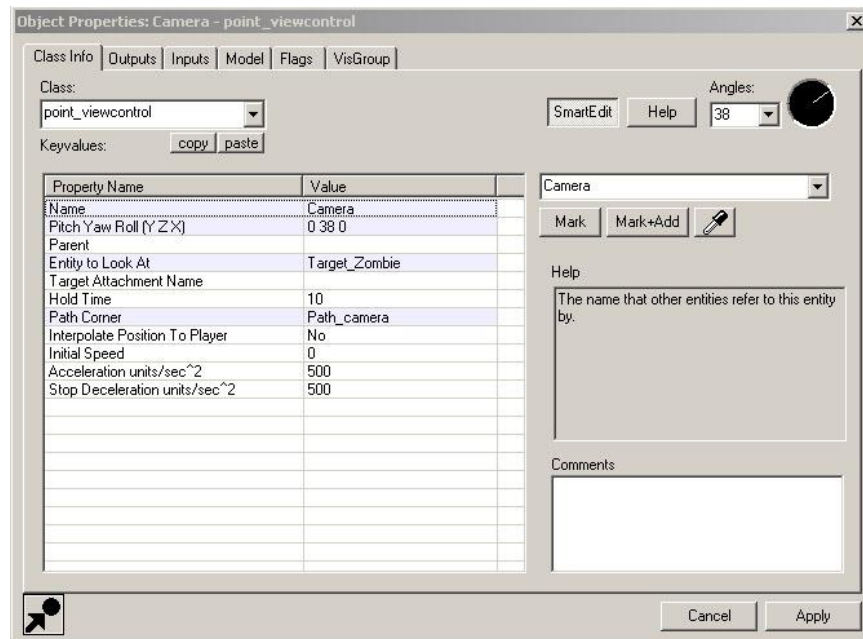 Object Properties: Camera - point_viewcontrol
Class Info Outputs Inputs Model Flags VisGroup
Class:
point_viewcontrol
Keyvalues: copy paste
SmartEdit Help
Angles:
38
Property Name Value
Name Camera
Pitch Yaw Roll (Y Z X) 0 38 0
Parent
Entity to Look At Target_Zombie
Target Attachment Name
Hold Time 10
Path Corner Path_camera
Interpolate Position To Player No
Initial Speed 0
Acceleration units/sec^2 500
Stop Deceleration units/sec^2 500
Camera
Mark Mark+Add
Help
The name that other entities refer to this entity
by.
Comments
Cancel Apply